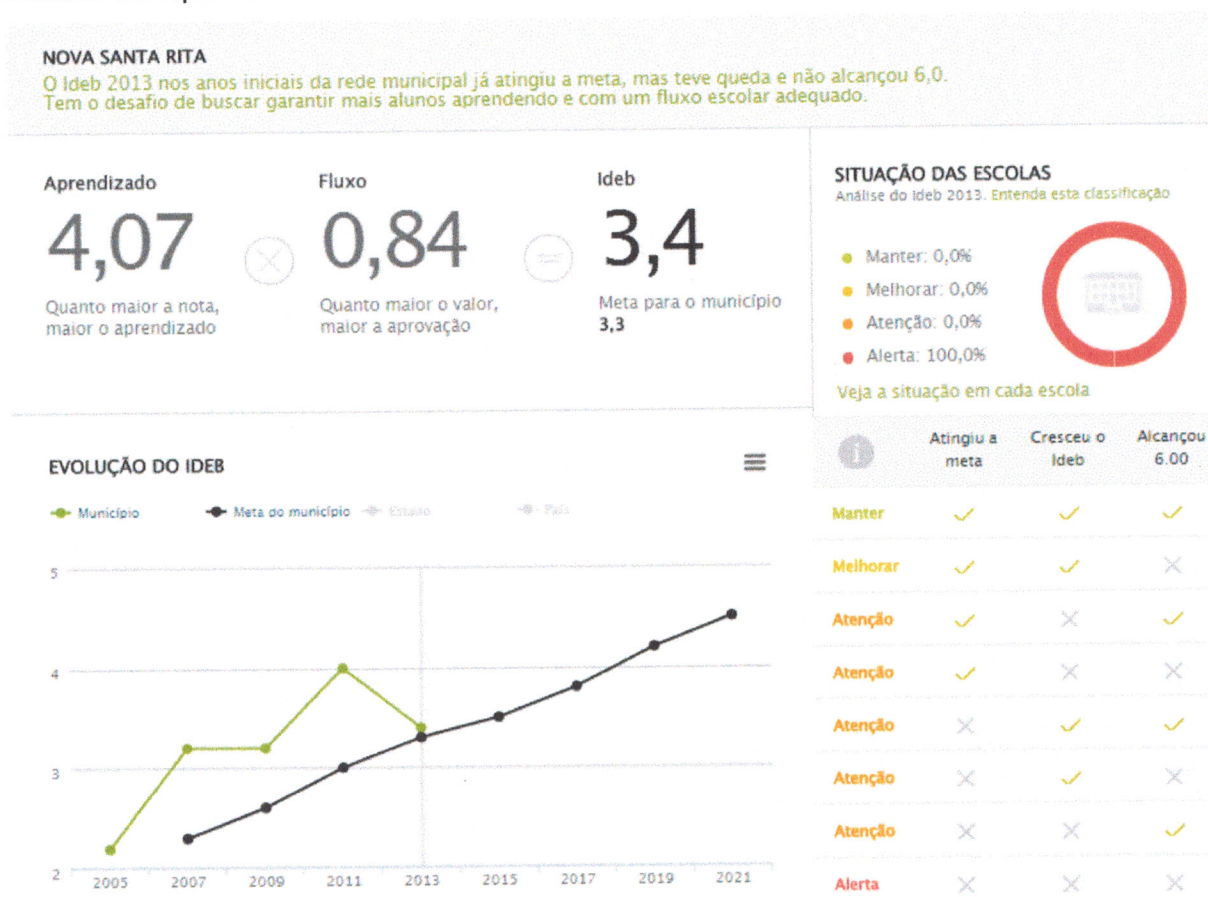 NOVA SANTA RITA
O Ideb 2013 nos anos iniciais da rede municipal já atingiu a meta, mas teve queda e não alcançou 6,0.
Tem o desafio de buscar garantir mais alunos aprendendo e com um fluxo escolar adequado.
Aprendizado
4,07
Quanto maior a nota,
maior o aprendizado
Fluxo
0,84
Quanto maior o valor,
maior a aprovação
Ideb
3,4
Meta para o município
3,3
SITUAÇÃO DAS ESCOLAS
Análise do Ideb 2013. Entenda esta classificação
Manter: 0,0%
Melhorar: 0,0%
Atenção: 0,0%
Alerta: 100,0%
Veja a situação em cada escola
EVOLUÇÃO DO IDEB
Município
Meta do município
Estado
País
5
4
3
2
2005 2007 2009 2011 2013 2015 2017 2019 2021
i
Atingiu a
meta
Cresceu o
Ideb
Alcançou
6.00
Manter
Melhorar
Atenção
Atenção
Atenção
Atenção
Atenção
Alerta